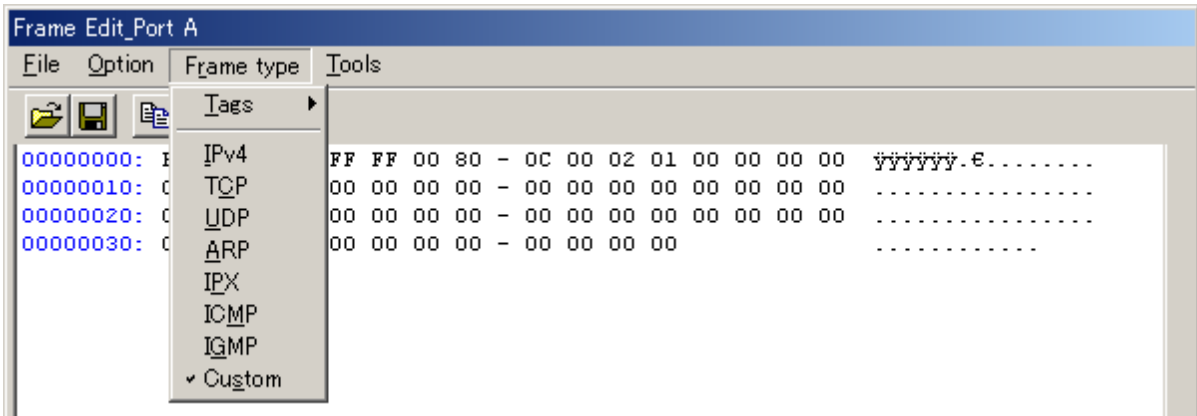 Frame Edit_Port A
File Option Frame type Tools
Tags
IPv4
TCP
UDP
ARP
IPX
ICMP
IGMP
Custom
00000000: FF FF 00 80 - 0C 00 02 01 00 00 00 00 ÿÿÿÿÿÿ.€........
00000010: 00 00 00 00 - 00 00 00 00 00 00 00 00 ................
00000020: 00 00 00 00 - 00 00 00 00 00 00 00 00 ................
00000030: 00 00 00 00 - 00 00 00 00 ............